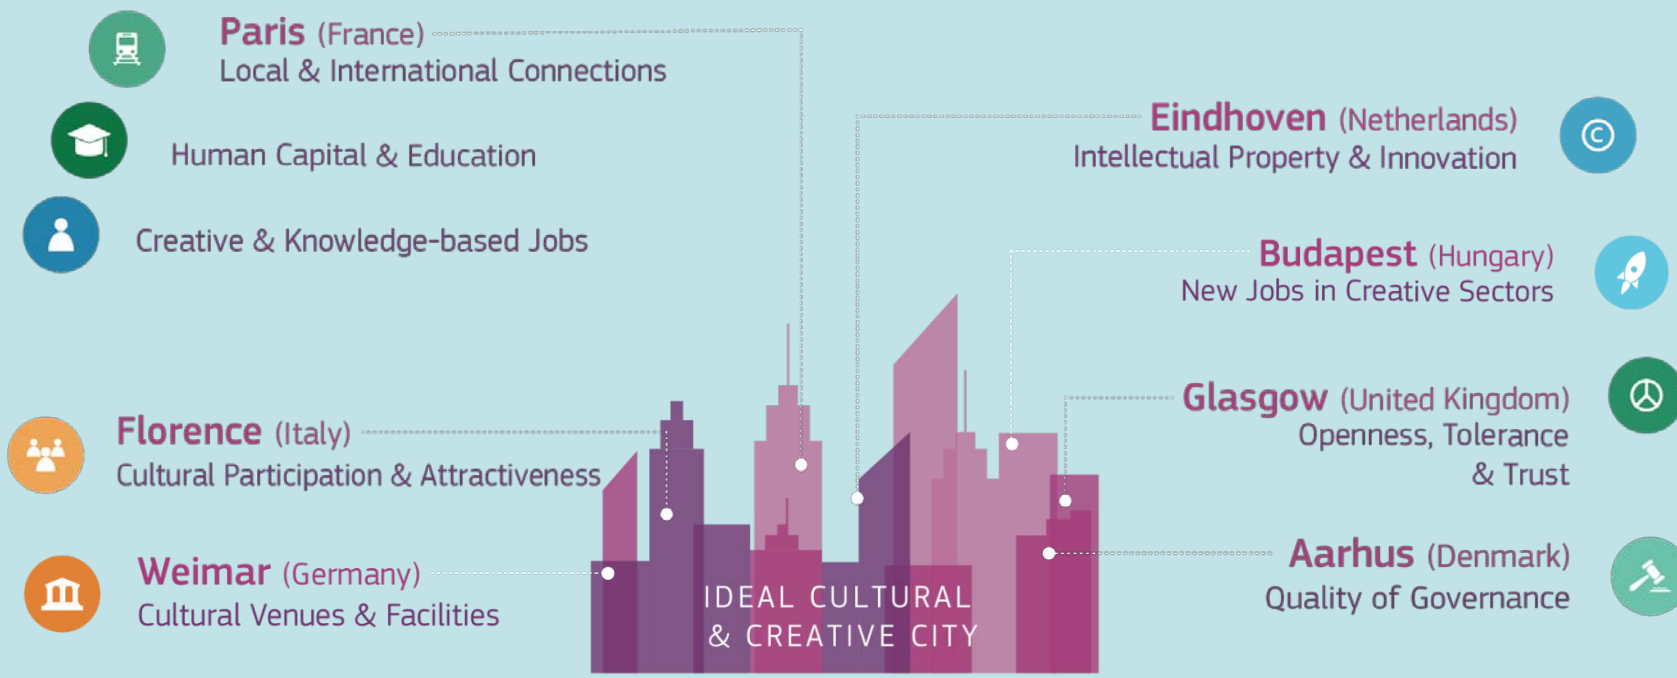 Paris (France)
Local & International Connections
Human Capital & Education
Creative & Knowledge-based Jobs
Florence (Italy)
Cultural Participation & Attractiveness
Weimar (Germany)
Cultural Venues & Facilities
Eindhoven (Netherlands)
Intellectual Property & Innovation
©
Budapest (Hungary)
New Jobs in Creative Sectors
Glasgow (United Kingdom)
Openness, Tolerance
& Trust
Aarhus (Denmark)
Quality of Governance
IDEAL CULTURAL
& CREATIVE CITY